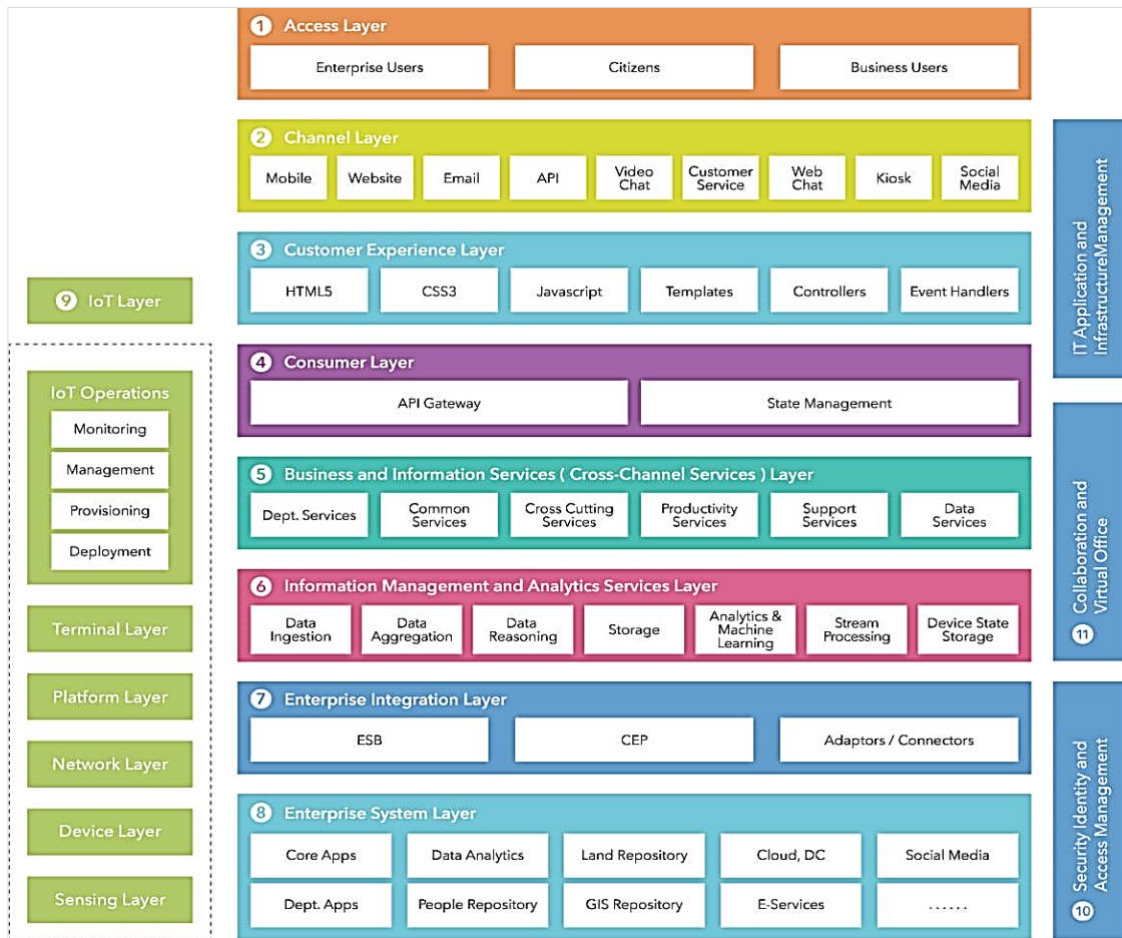 1 Access Layer
Enterprise Users
Citizens
Business Users
2 Channel Layer
Mobile
Website
Email
API
Video
Chat
Customer
Service
Web
Chat
Kiosk
Social
Media
3 Customer Experience Layer
HTML5
CSS3
Javascript
Templates
Controllers
Event Handlers
4 Consumer Layer
API Gateway
State Management
5 Business and Information Services ( Cross-Channel Services ) Layer
Dept. Services
Common
Services
Cross Cutting
Services
Productivity
Services
Support
Services
Data
Services
6 Information Management and Analytics Services Layer
Data
Ingestion
Data
Aggregation
Data
Reasoning
Storage
Analytics &
Machine
Learning
Stream
Processing
Device State
Storage
7 Enterprise Integration Layer
ESB
CEP
Adaptors / Connectors
8 Enterprise System Layer
Core Apps
Data Analytics
Land Repository
Cloud, DC
Social Media
Dept. Apps
People Repository
GIS Repository
E-Services
......
9 IoT Layer
IoT Operations
Monitoring
Management
Provisioning
Deployment
Terminal Layer
Platform Layer
Network Layer
Device Layer
Sensing Layer
IT Application and
InfrastructureManagement
11 Collaboration and
Virtual Office
10 Security Identity and
Access Management